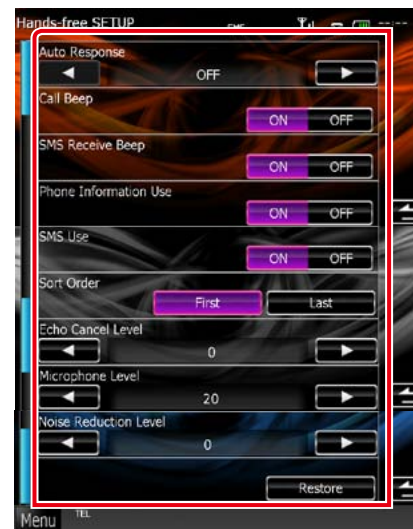 Hands-free SETUP
Auto Response
OFF
Call Beep
ON OFF
SMS Receive Beep
ON OFF
Phone Information Use
ON OFF
SMS Use
ON OFF
Sort Order
First Last
Echo Cancel Level
0
Microphone Level
20
Noise Reduction Level
0
Restore
Menu TEL